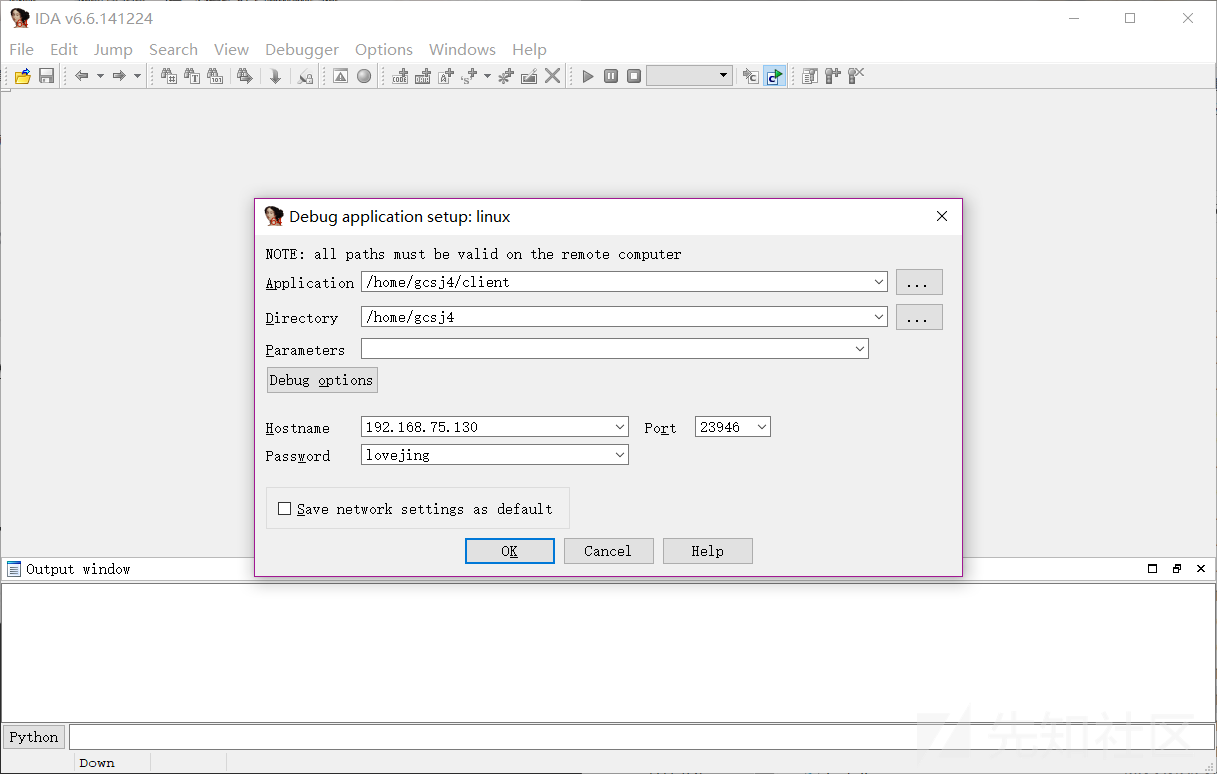 IDA v6.6.141224
File Edit Jump Search View Debugger Options Windows Help
Debug application setup: linux
NOTE: all paths must be valid on the remote computer
Application /home/gcsj4/client ...
Directory /home/gcsj4 ...
Parameters
Debug options
Hostname 192.168.75.130 Port 23946
Password lovejing
Save network settings as default
OK Cancel Help
Output window
Python
Down
先知社区